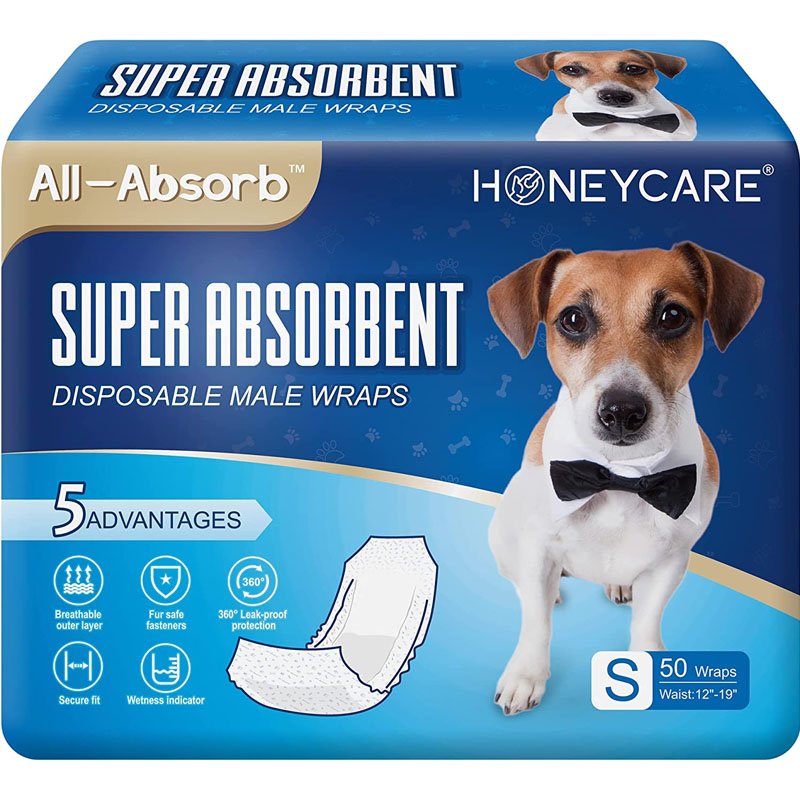 SUPER ABSORBENT
DISPOSABLE MALE WRAPS
All-Absorb™
HONEYCARE®
SUPER ABSORBENT
DISPOSABLE MALE WRAPS
5 ADVANTAGES
Breathable
outer layer
Fur safe
fasteners
360°
360° Leak-proof
protection
Secure fit
Wetness indicator
S
50 Wraps
Waist:12"-19"